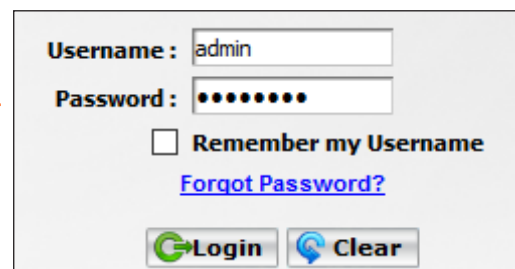 Username : admin
Password : ●●●●●●●●
Remember my Username
Forgot Password?
Login Clear